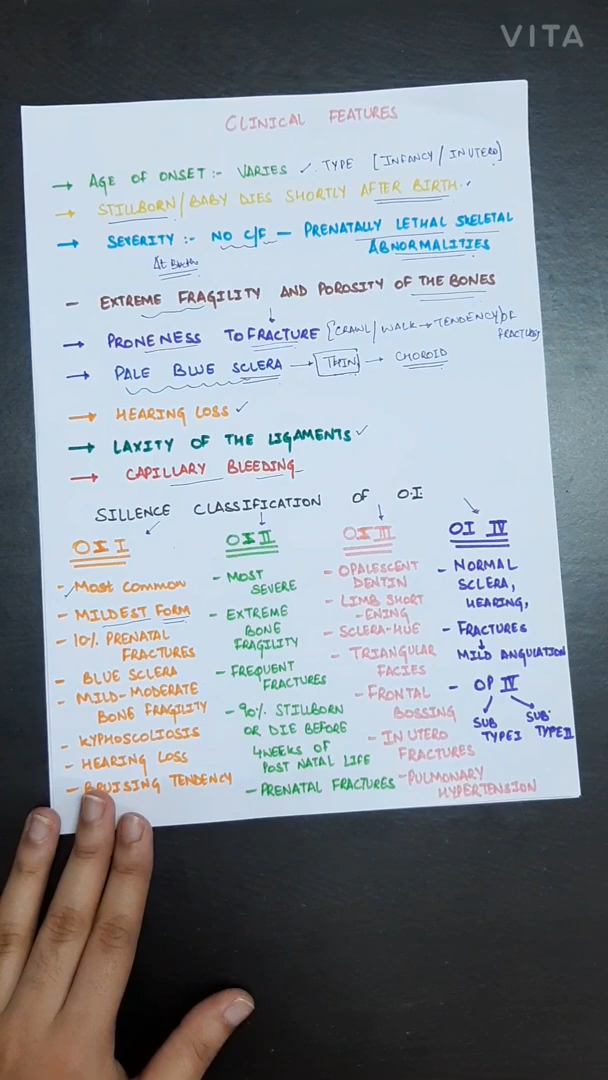 VITA
CLINICAL FEATURES
→ AGE OF ONSET :- VARIES ✓ TYPE [INFANCY / INUTERO]
→ STILLBORN / BABY DIES SHORTLY AFTER BIRTH.
→ SEVERITY :- NO C/F - PRENATALLY LETHAL SKELETAL
At Birth
ABNORMALITIES
- EXTREME FRAGILITY AND POROSITY OF THE BONES
↓
→ PRONENESS TO FRACTURE [CRAWL / WALK → TENDENCY OF
FRACTURE]
→ PALE BLUE SCLERA → THIN → CHOROID
→ HEARING LOSS ✓
→ LAXITY OF THE LIGAMENTS ✓
→ CAPILLARY BLEEDING
SILLENCE CLASSIFICATION OF O.I
OI I
- MOST COMMON
- MILDEST FORM
- 10% PRENATAL
FRACTURES
- BLUE SCLERA
- MILD-MODERATE
BONE FRAGILITY
- KYPHOSCOLIOSIS
- HEARING LOSS
- BRUISING TENDENCY
OI II
- MOST
SEVERE
- EXTREME
BONE
FRAGILITY
- FREQUENT
FRACTURES
- 90% STILLBORN
OR DIE BEFORE
4 WEEKS OF
POST NATAL LIFE
- PRENATAL FRACTURES
OI III
- OPALESCENT
DENTIN
- LIMB SHORT
-ENING
- SCLERA-HUE
- TRIANGULAR
FACIES
- FRONTAL
BOSSING
- IN UTERO
FRACTURES
- PULMONARY
HYPERTENSION
OI IV
- NORMAL
SCLERA,
HEARING,
- FRACTURES
↓
MILD ANGULATION
- OP IV
SUB
TYPE I
SUB
TYPE II